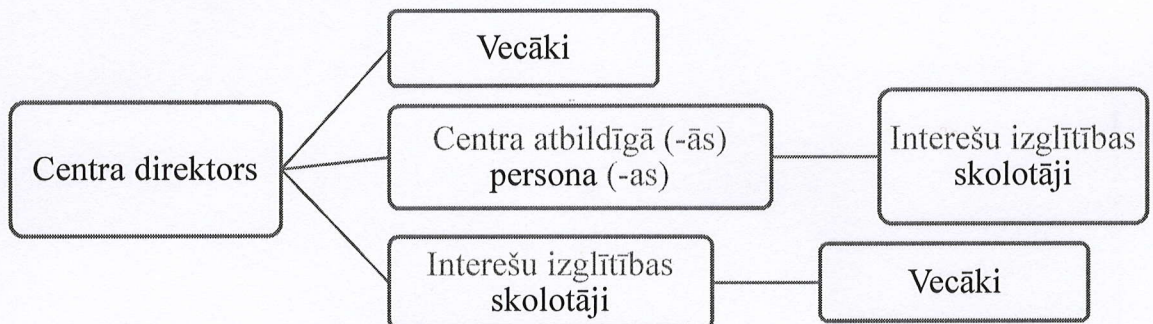 Vecāki
Centra direktors
Centra atbildīgā (-ās)
persona (-as)
Interešu izglītības
skolotāji
Interešu izglītības
skolotāji
Vecāki